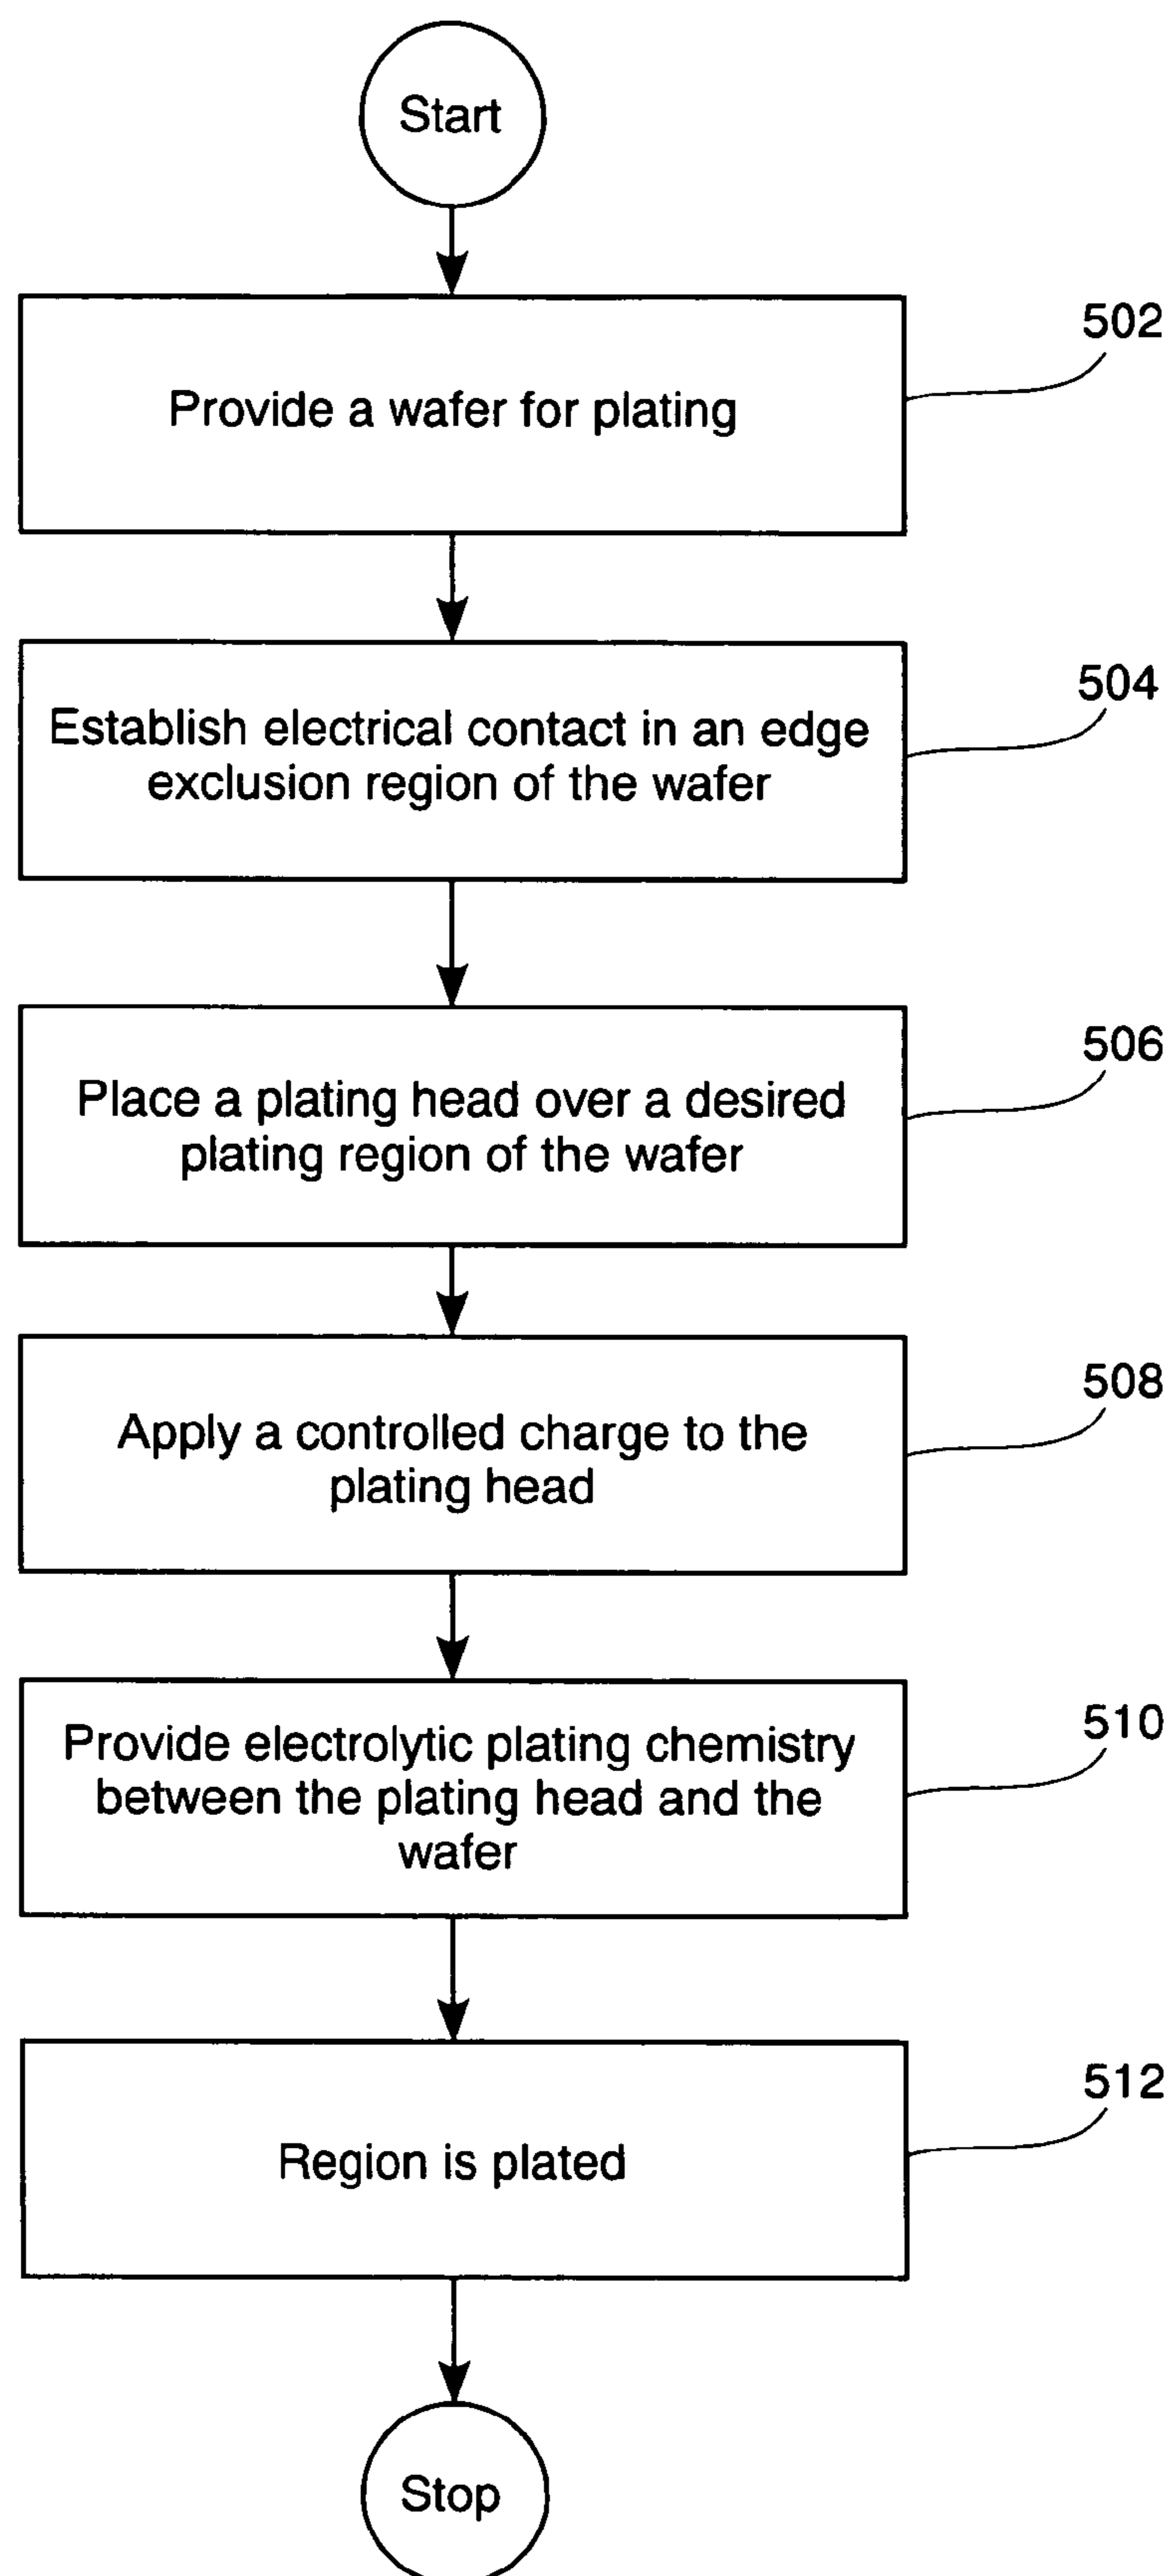 Start
502
Provide a wafer for plating
504
Establish electrical contact in an edge
exclusion region of the wafer
506
Place a plating head over a desired
plating region of the wafer
508
Apply a controlled charge to the
plating head
510
Provide electrolytic plating chemistry
between the plating head and the
wafer
512
Region is plated
Stop